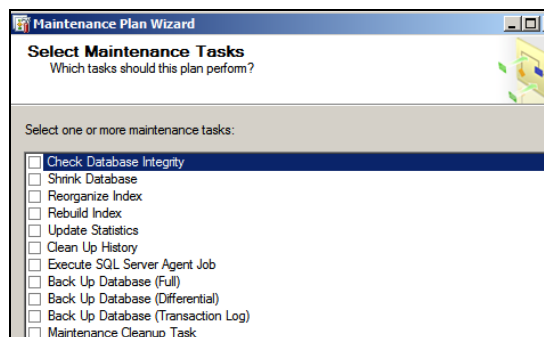 Maintenance Plan Wizard
Select Maintenance Tasks
Which tasks should this plan perform?
Select one or more maintenance tasks:
Check Database Integrity
Shrink Database
Reorganize Index
Rebuild Index
Update Statistics
Clean Up History
Execute SQL Server Agent Job
Back Up Database (Full)
Back Up Database (Differential)
Back Up Database (Transaction Log)
Maintenance Cleanup Task